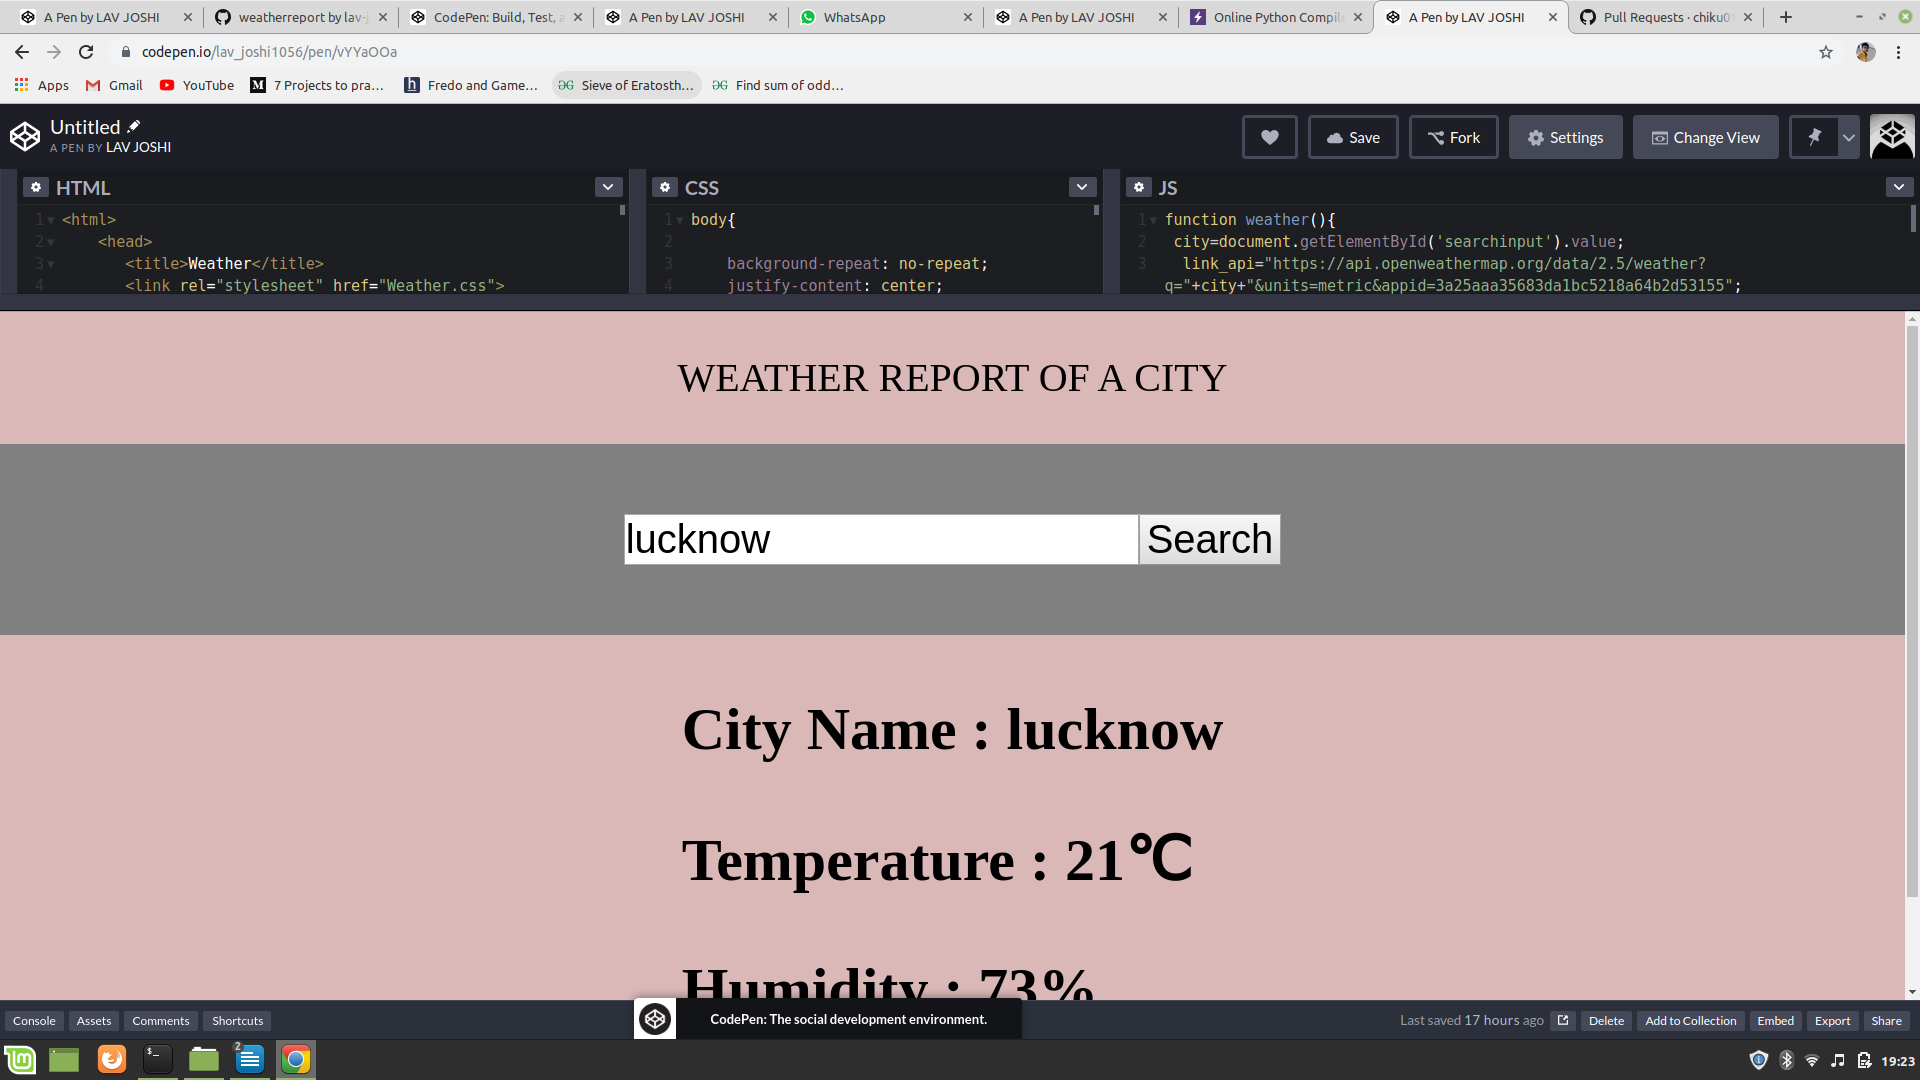 A Pen by LAV JOSHI
weatherreport by lav-j
CodePen: Build, Test, a
A Pen by LAV JOSHI
WhatsApp
A Pen by LAV JOSHI
Online Python Compile
A Pen by LAV JOSHI
Pull Requests · chiku0
codepen.io/lav_joshi1056/pen/vYYaOOa
Apps
Gmail
YouTube
7 Projects to pra…
Fredo and Game…
Sieve of Eratosth…
Find sum of odd…
Untitled
A PEN BY LAV JOSHI
Save
Fork
Settings
Change View
HTML
1 <html>
2 <head>
3 <title>Weather</title>
4 <link rel="stylesheet" href="Weather.css">
CSS
1 body{
2
3 background-repeat: no-repeat;
4 justify-content: center;
JS
1 function weather(){
2 city=document.getElementById('searchinput').value;
3 link_api="https://api.openweathermap.org/data/2.5/weather?
q="+city+"&units=metric&appid=3a25aaa35683da1bc5218a64b2d53155";
WEATHER REPORT OF A CITY
lucknow
Search
City Name : lucknow
Temperature : 21℃
Humidity : 73%
Console
Assets
Comments
Shortcuts
CodePen: The social development environment.
Last saved 17 hours ago
Delete
Add to Collection
Embed
Export
Share
2
19:23